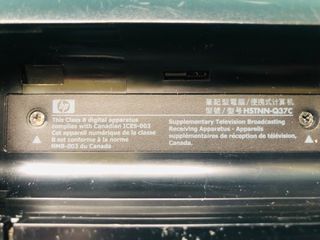 hp
This Class B digital apparatus
complies with Canadian ICES-003
Cet appareil numérique de la classe
B est conforme à la norme
NMB-003 du Canada
筆記型電腦/便携式计算机
型號/型号 HSTNN-Q37C
Supplementary Television Broadcasting
Receiving Apparatus - Appareils
supplémentaires de réception de télévision,
Canada.